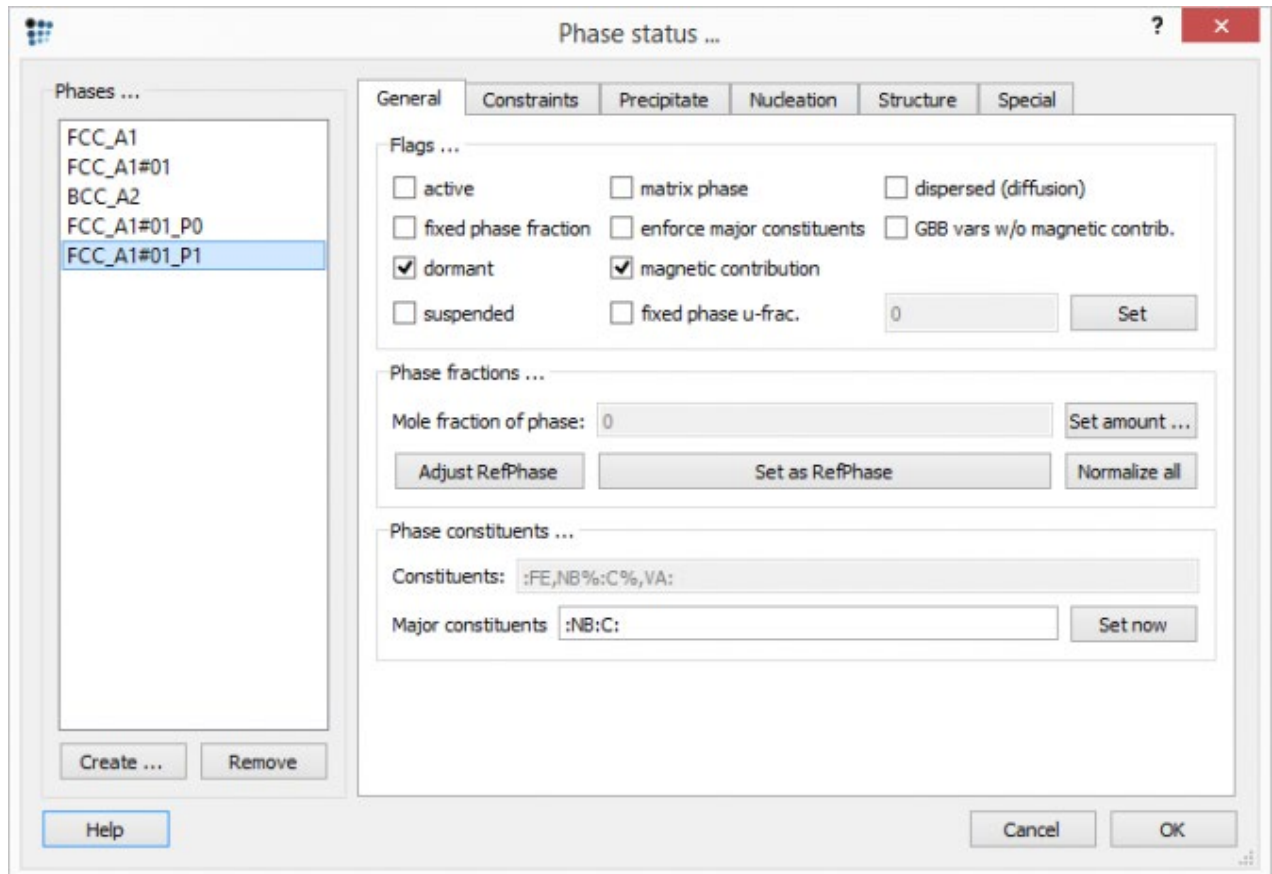 Phase status ...
?
Phases ...
FCC_A1
FCC_A1#01
BCC_A2
FCC_A1#01_P0
FCC_A1#01_P1
Create ...
Remove
General
Constraints
Precipitate
Nucleation
Structure
Special
Flags ...
active
matrix phase
dispersed (diffusion)
fixed phase fraction
enforce major constituents
GBB vars w/o magnetic contrib.
dormant
magnetic contribution
suspended
fixed phase u-frac.
0
Set
Phase fractions ...
Mole fraction of phase:
0
Set amount ...
Adjust RefPhase
Set as RefPhase
Normalize all
Phase constituents ...
Constituents:
:FE,NB%:C%,VA:
Major constituents
:NB:C:
Set now
Help
Cancel
OK